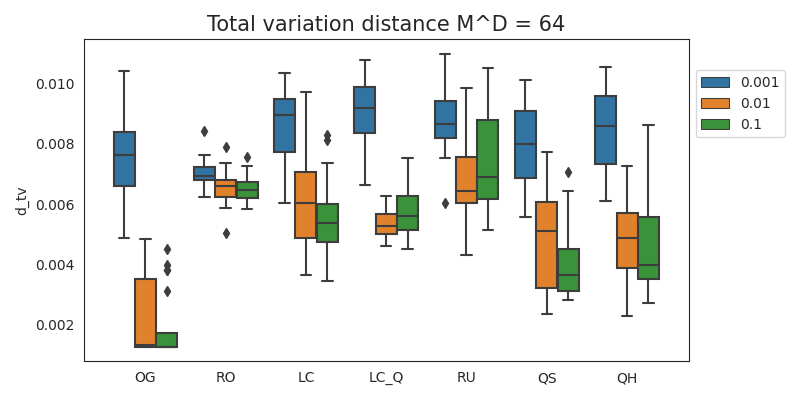 Total variation distance M^D = 64
0.010
0.008
0.006
0.004
0.002
d_tv
OG RO LC LC_Q RU QS QH
0.001
0.01
0.1